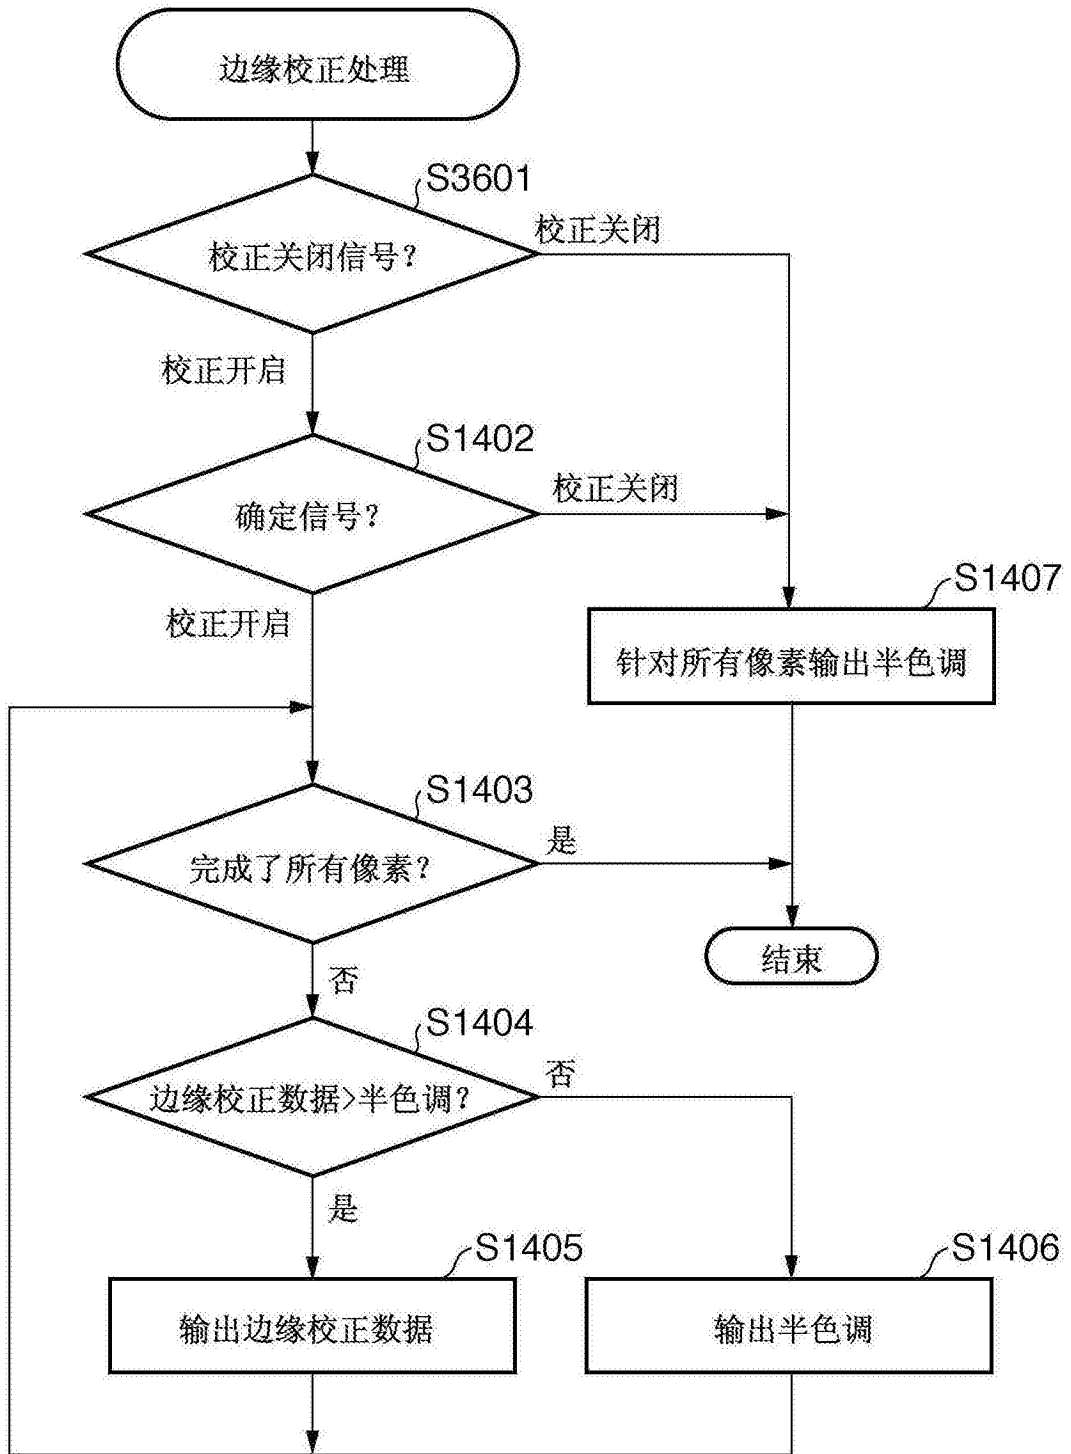 边缘校正处理
S3601
校正关闭信号？
校正关闭
校正开启
S1402
确定信号？
校正关闭
校正开启
S1407
针对所有像素输出半色调
S1403
完成了所有像素？
是
结束
否
S1404
边缘校正数据>半色调？
否
是
S1405
输出边缘校正数据
S1406
输出半色调